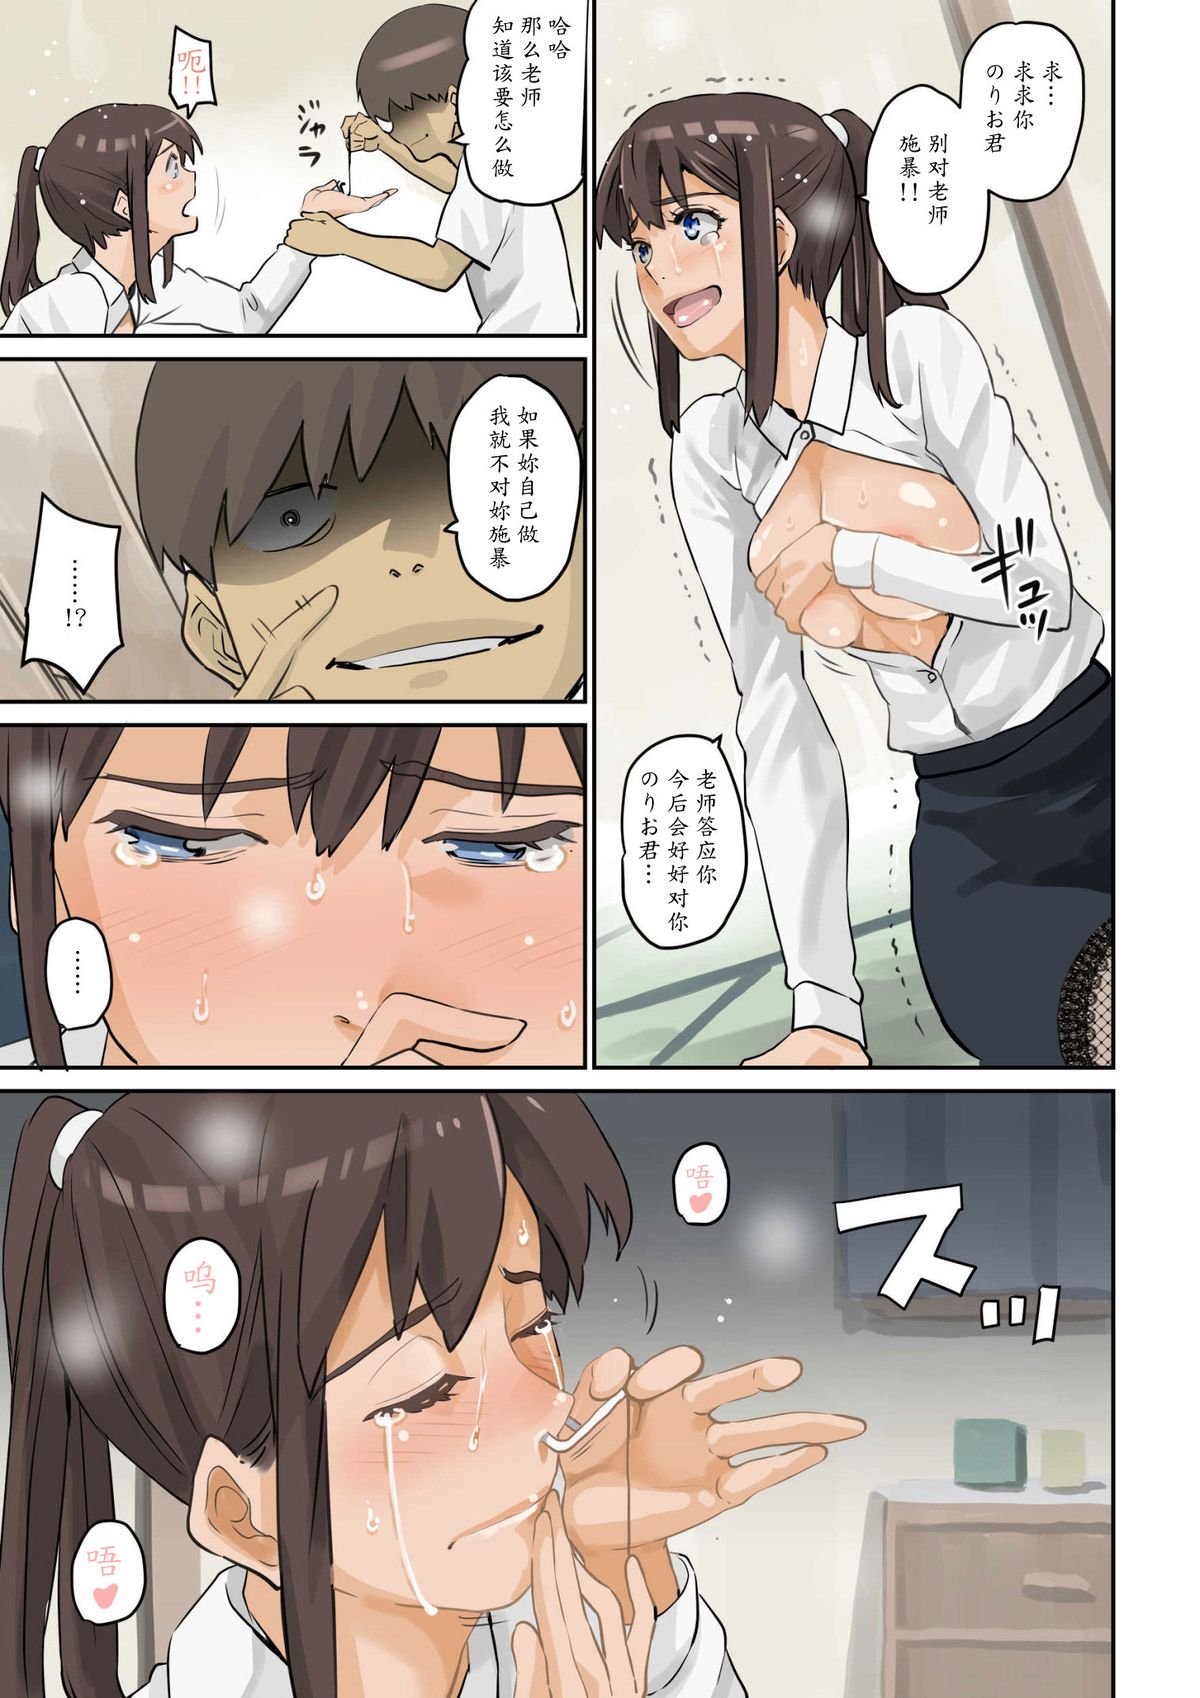 求…
求求你
のりお君
别对老师
施暴!!
ギュッ
老师答应你
今后会好好对你
のりお君…
哈哈
那么老师
知道该要怎么做
ジャラ
呃!!
如果妳自己做
我就不对妳施暴
……!?
……
唔♥
スッ
呜…
唔♥